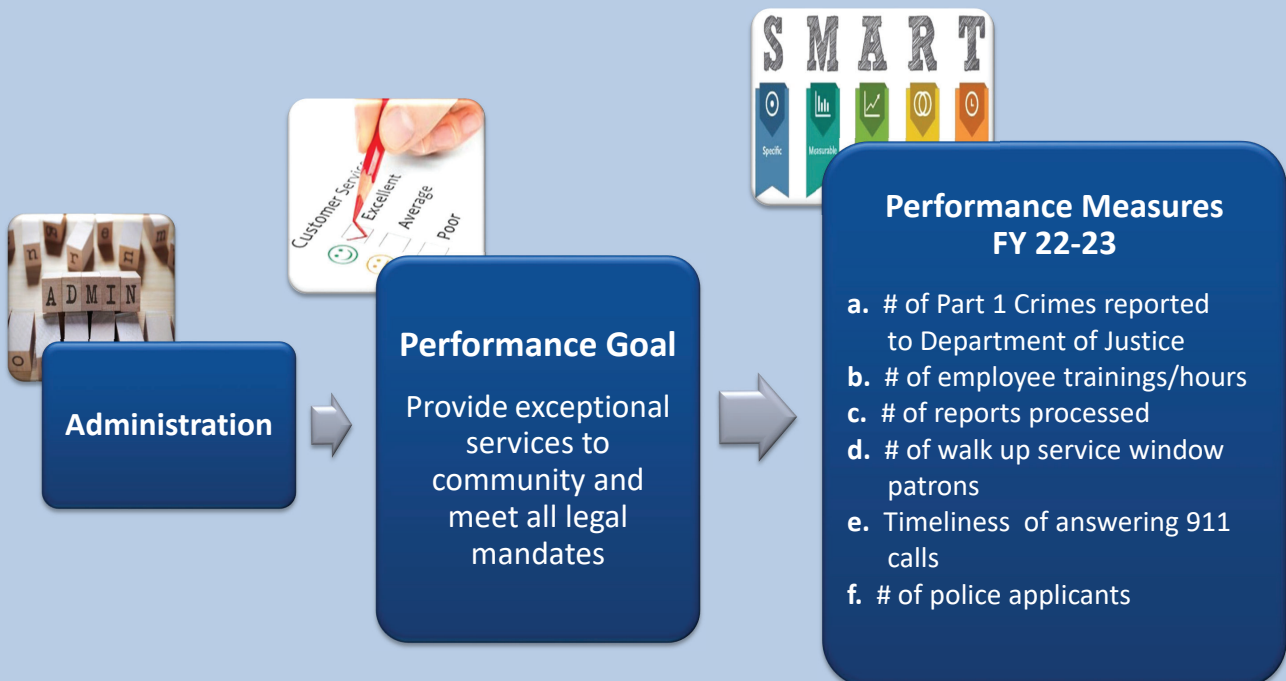 S M A R T
Specific
Measurable
Customer Service
Excellent
Average
Poor
n r e m
ADMIN
o
Administration
Performance Goal
Provide exceptional
services to
community and
meet all legal
mandates
Performance Measures
FY 22-23
a. # of Part 1 Crimes reported
to Department of Justice
b. # of employee trainings/hours
c. # of reports processed
d. # of walk up service window
patrons
e. Timeliness of answering 911
calls
f. # of police applicants